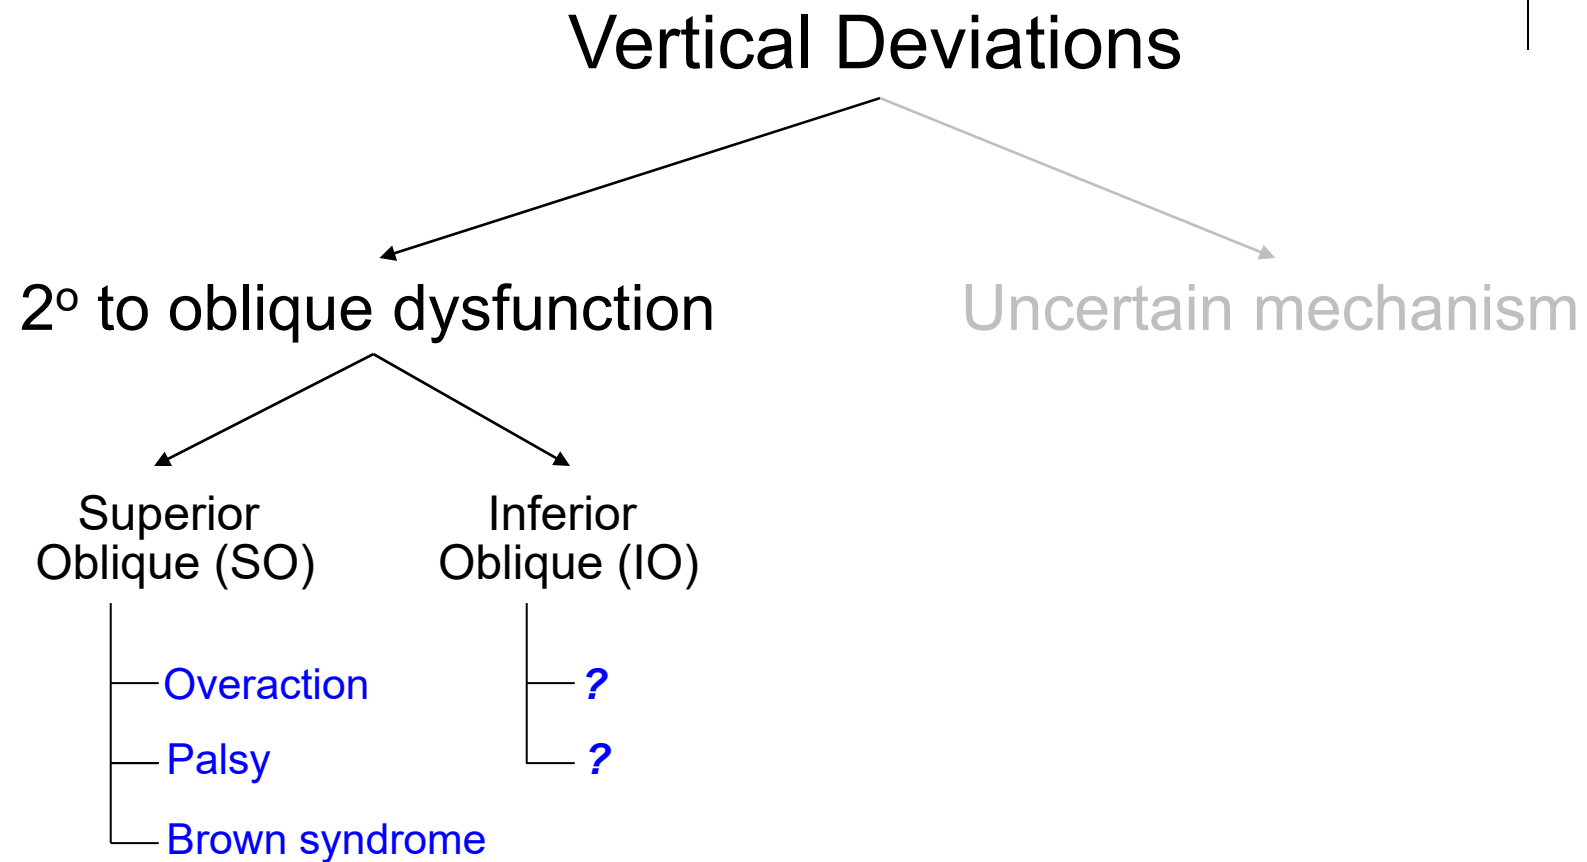 Vertical Deviations
2º to oblique dysfunction
Uncertain mechanism
Superior
Oblique (SO)
Inferior
Oblique (IO)
Overaction
?
Palsy
?
Brown syndrome